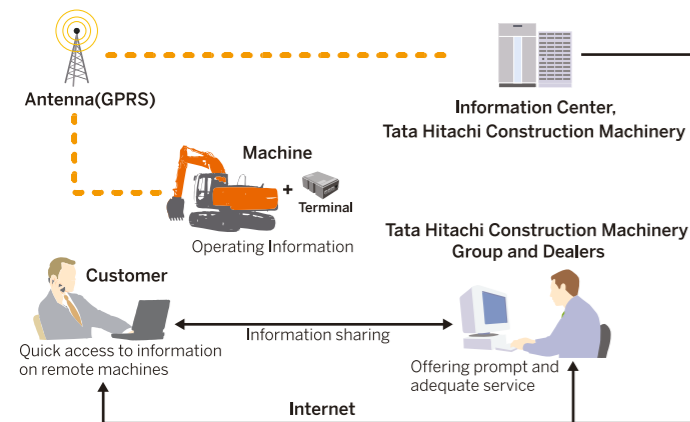 Antenna(GPRS)
Information Center,
Tata Hitachi Construction Machinery
Machine
+
Terminal
Operating Information
Tata Hitachi Construction Machinery
Group and Dealers
Customer
Information sharing
Quick access to information
on remote machines
Offering prompt and
adequate service
Internet